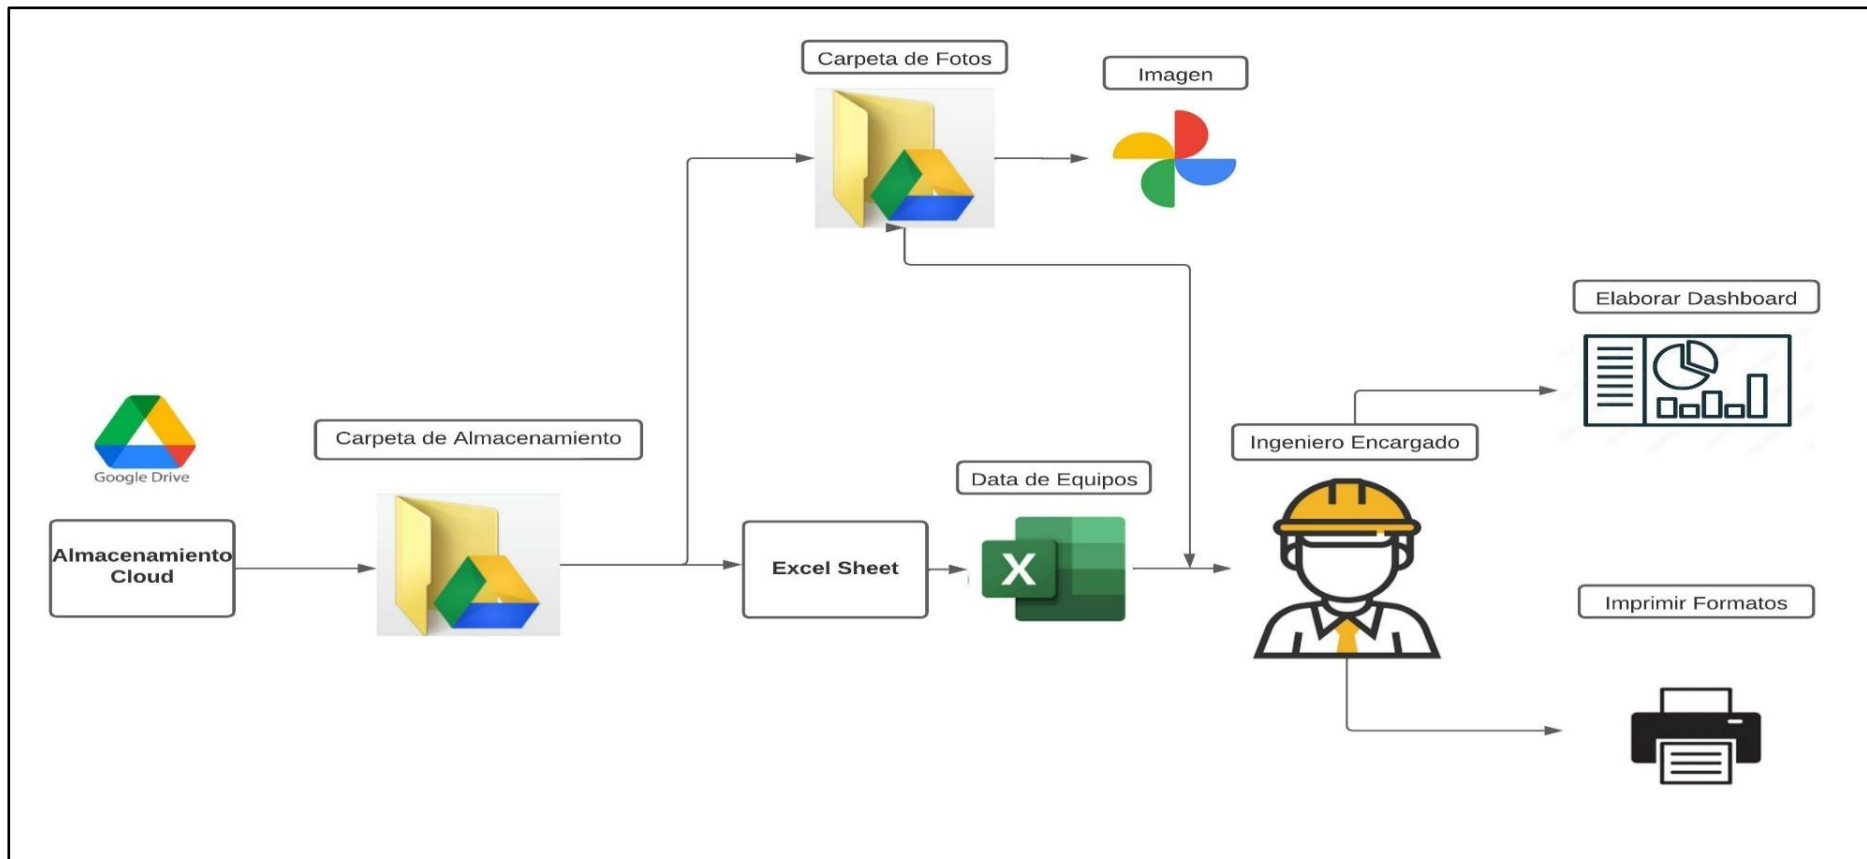 Carpeta de Fotos
Imagen
Elaborar Dashboard
Google Drive
Carpeta de Almacenamiento
Ingeniero Encargado
Data de Equipos
Almacenamiento
Cloud
Excel Sheet
X
Imprimir Formatos